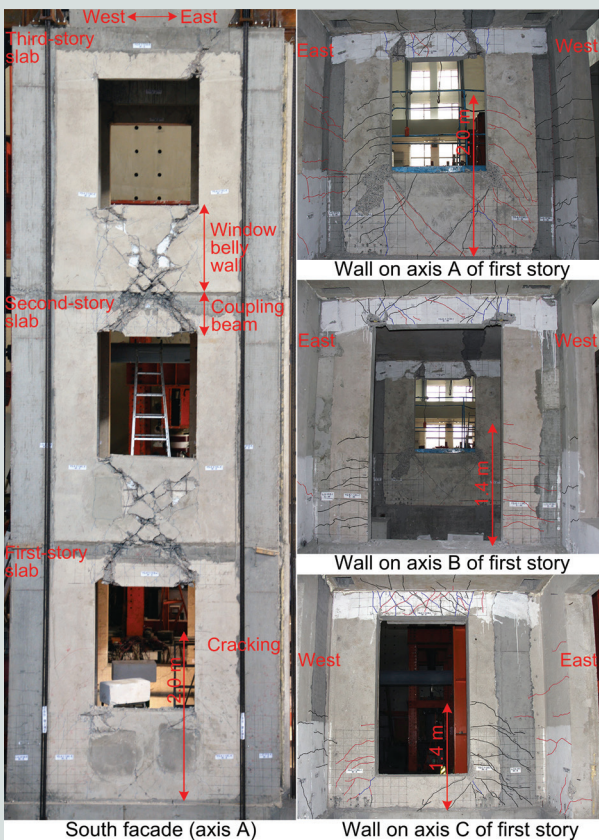 West East
Third-story
slab
Window
belly
wall
Second-story
slab
Coupling
beam
First-story
slab
Cracking
2.0 m
South facade (axis A)
East
West
2.0 m
Wall on axis A of first story
East
West
1.4 m
Wall on axis B of first story
West
East
1.4 m
Wall on axis C of first story